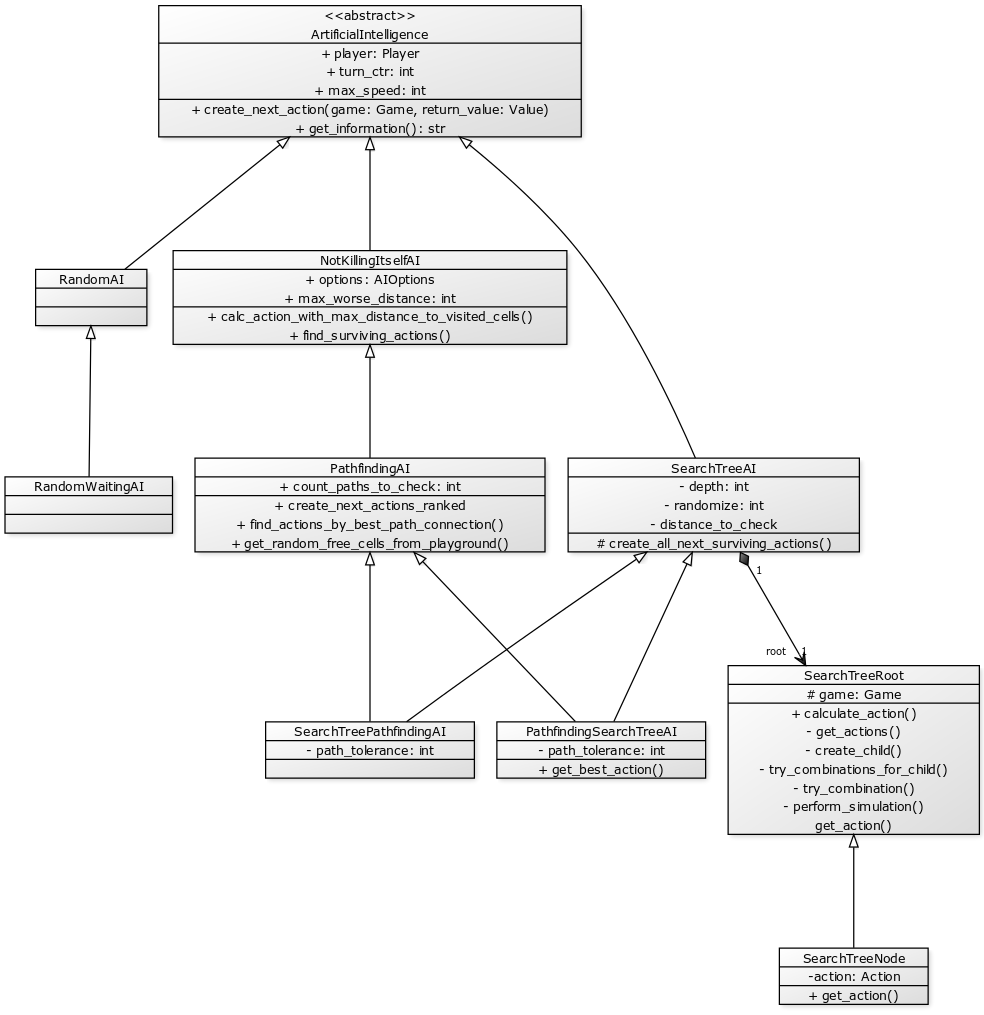 <<abstract>>
ArtificialIntelligence
+ player: Player
+ turn_ctr: int
+ max_speed: int
+ create_next_action(game: Game, return_value: Value)
+ get_information(): str
RandomAI
NotKillingItselfAI
+ options: AIOptions
+ max_worse_distance: int
+ calc_action_with_max_distance_to_visited_cells()
+ find_surviving_actions()
RandomWaitingAI
PathfindingAI
+ count_paths_to_check: int
+ create_next_actions_ranked
+ find_actions_by_best_path_connection()
+ get_random_free_cells_from_playground()
SearchTreeAI
- depth: int
- randomize: int
- distance_to_check
# create_all_next_surviving_actions()
1
root
1
SearchTreePathfindingAI
- path_tolerance: int
PathfindingSearchTreeAI
- path_tolerance: int
+ get_best_action()
SearchTreeRoot
# game: Game
+ calculate_action()
- get_actions()
- create_child()
- try_combinations_for_child()
- try_combination()
- perform_simulation()
get_action()
SearchTreeNode
-action: Action
+ get_action()